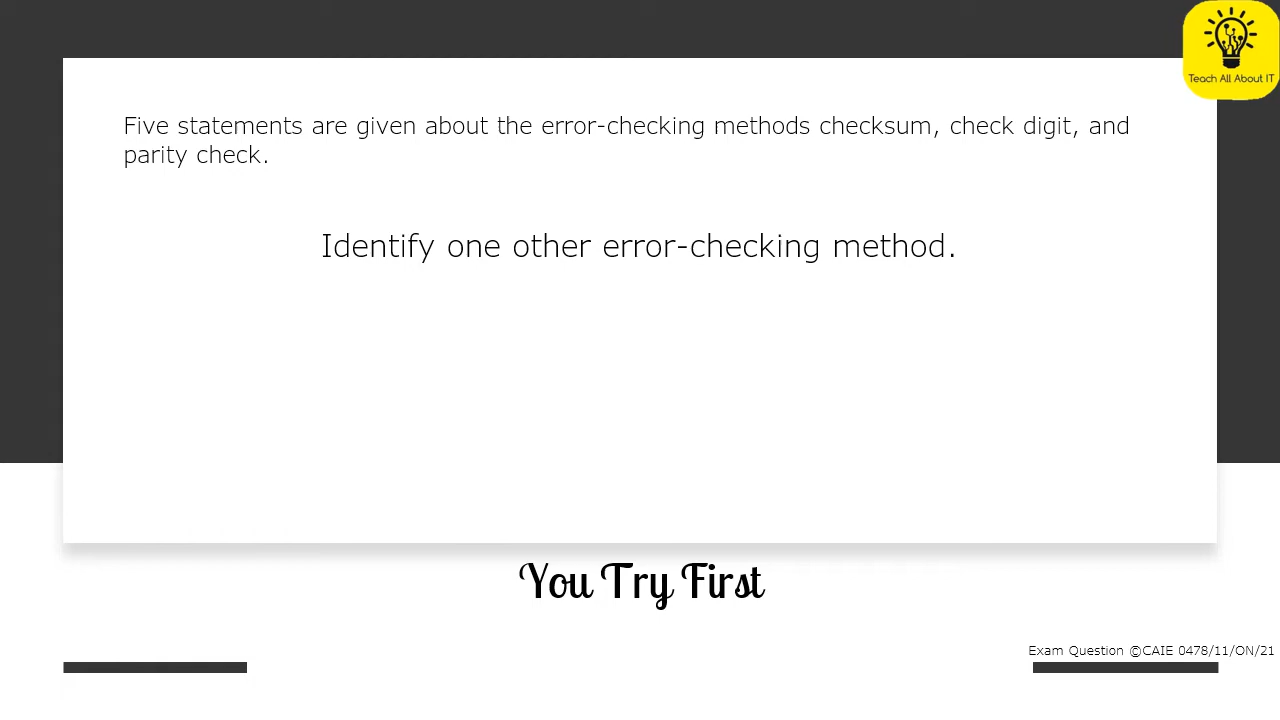 Teach All About IT
Five statements are given about the error-checking methods checksum, check digit, and
parity check.
Identify one other error-checking method.
You Try First
Exam Question ©CAIE 0478/11/ON/21